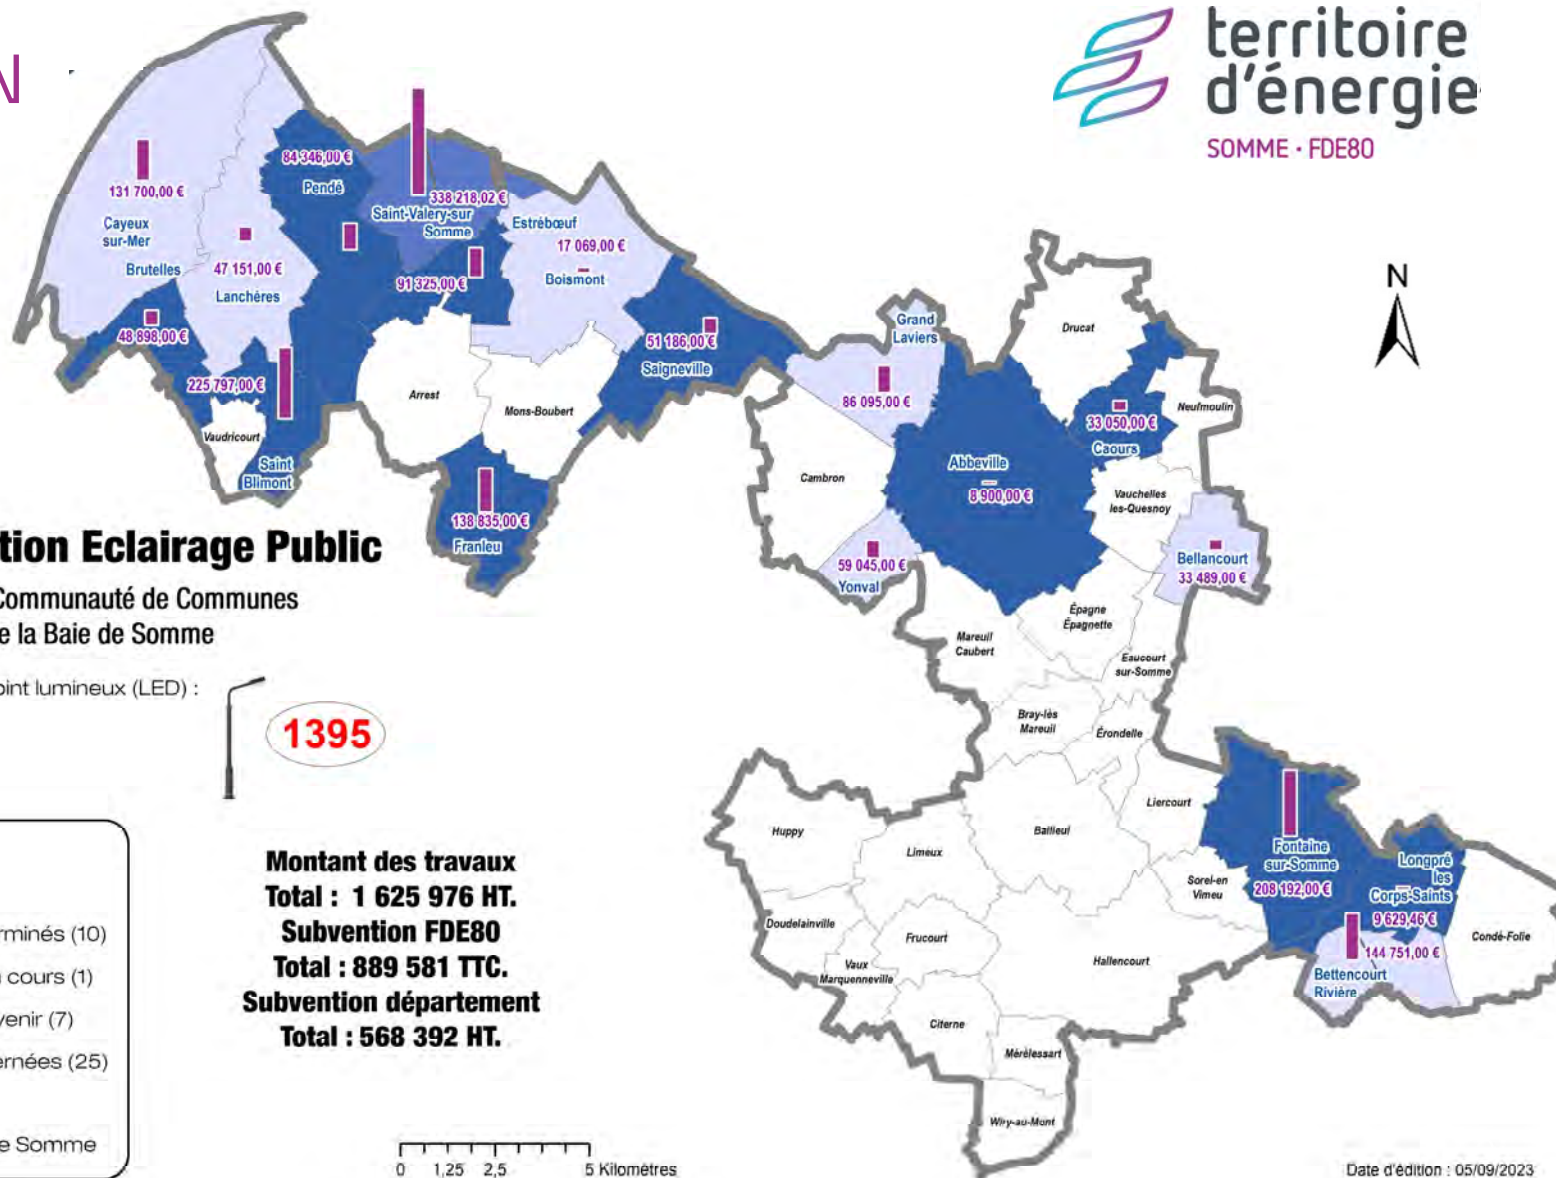 N
territoire
d'énergie
SOMME • FDE80
N
131 700,00 €
Cayeux
sur-Mer
Brutelles
48 898,00 €
47 151,00 €
Lanchères
84 346,00 €
Pendé
338 218,02 €
Saint-Valery-sur
Somme
91 325,00 €
Estrébœuf
17 069,00 €
Boismont
51 186,00 €
Saigneville
225 797,00 €
Vaudricourt
Saint
Blimont
Arrest
Mons-Boubert
138 835,00 €
Franleu
Grand
Laviers
86 095,00 €
Drucat
33 050,00 €
Caours
Neufmoulin
Cambron
Abbeville
8 900,00 €
Vauchelles
les-Quesnoy
59 045,00 €
Yonval
Bellancourt
33 489,00 €
Mareuil
Caubert
Épagne
Épagnette
Eaucourt
sur-Somme
Bray-lès
Mareuil
Érondelle
Liercourt
Huppy
Limeux
Bailleul
Sorel-en
Vimeu
Fontaine
sur-Somme
208 192,00 €
Longpré
les
Corps-Saints
9 629,46 €
Condé-Folie
144 751,00 €
Bettencourt
Rivière
Doudelainville
Frucourt
Vaux
Marquenneville
Hallencourt
Citerne
Mérélessart
Wiry-au-Mont
tion Eclairage Public
Communauté de Communes
e la Baie de Somme
oint lumineux (LED) :
1395
Montant des travaux
Total : 1 625 976 HT.
Subvention FDE80
Total : 889 581 TTC.
Subvention département
Total : 568 392 HT.
rminés (10)
n cours (1)
venir (7)
ernées (25)
e Somme
0 1,25 2,5 5 Kilomètres
Date d'édition : 05/09/2023